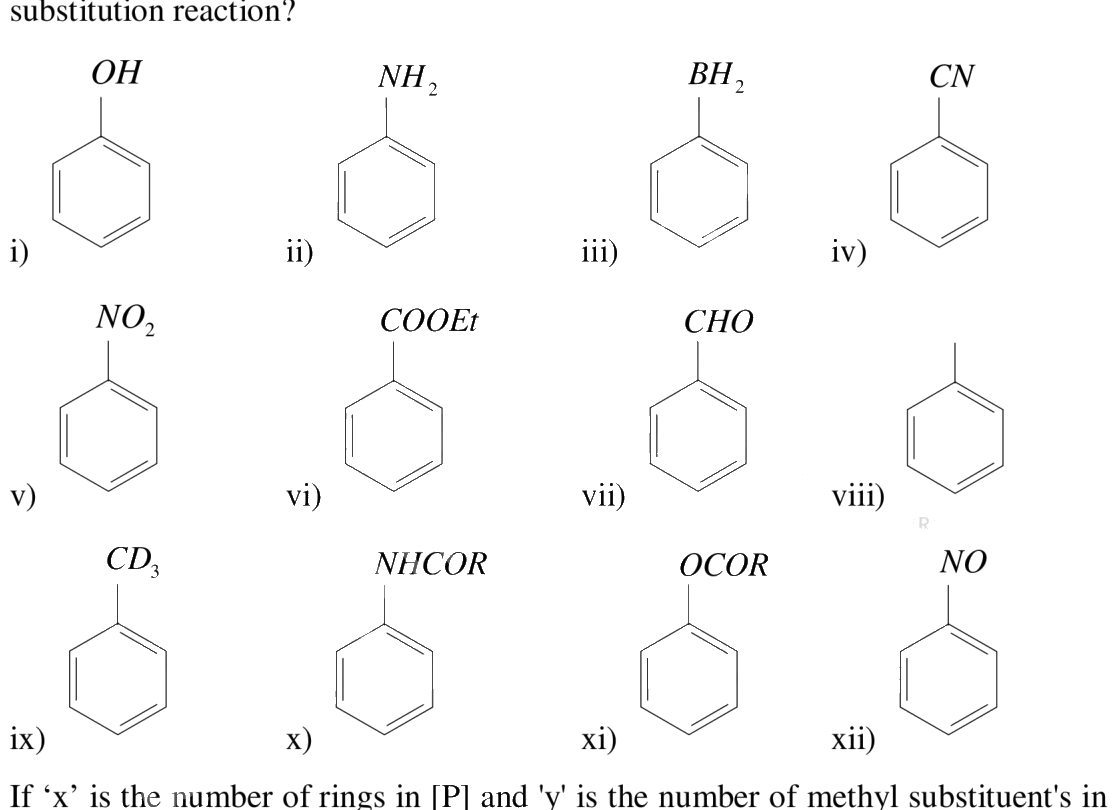 substitution reaction?
OH NH2 BH2 CN
i) ii) iii) iv)
NO2 COOEt CHO
v) vi) vii) viii)
R
CD3 NHCOR OCOR NO
ix) x) xi) xii)
If ‘x’ is the number of rings in [P] and 'y' is the number of methyl substituent's in